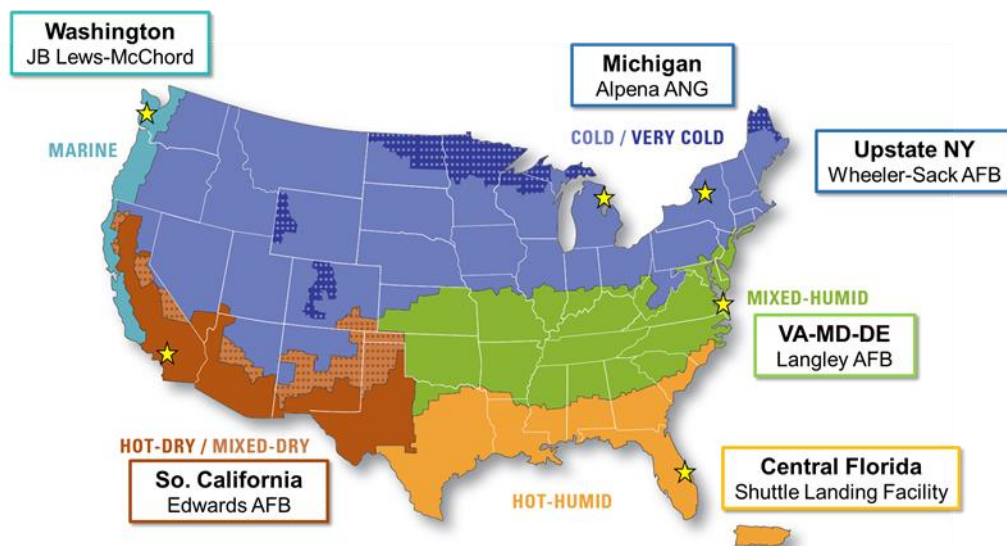 Washington
JB Lews-McChord
Michigan
Alpena ANG
MARINE
COLD / VERY COLD
Upstate NY
Wheeler-Sack AFB
MIXED-HUMID
VA-MD-DE
Langley AFB
HOT-DRY / MIXED-DRY
So. California
Edwards AFB
HOT-HUMID
Central Florida
Shuttle Landing Facility